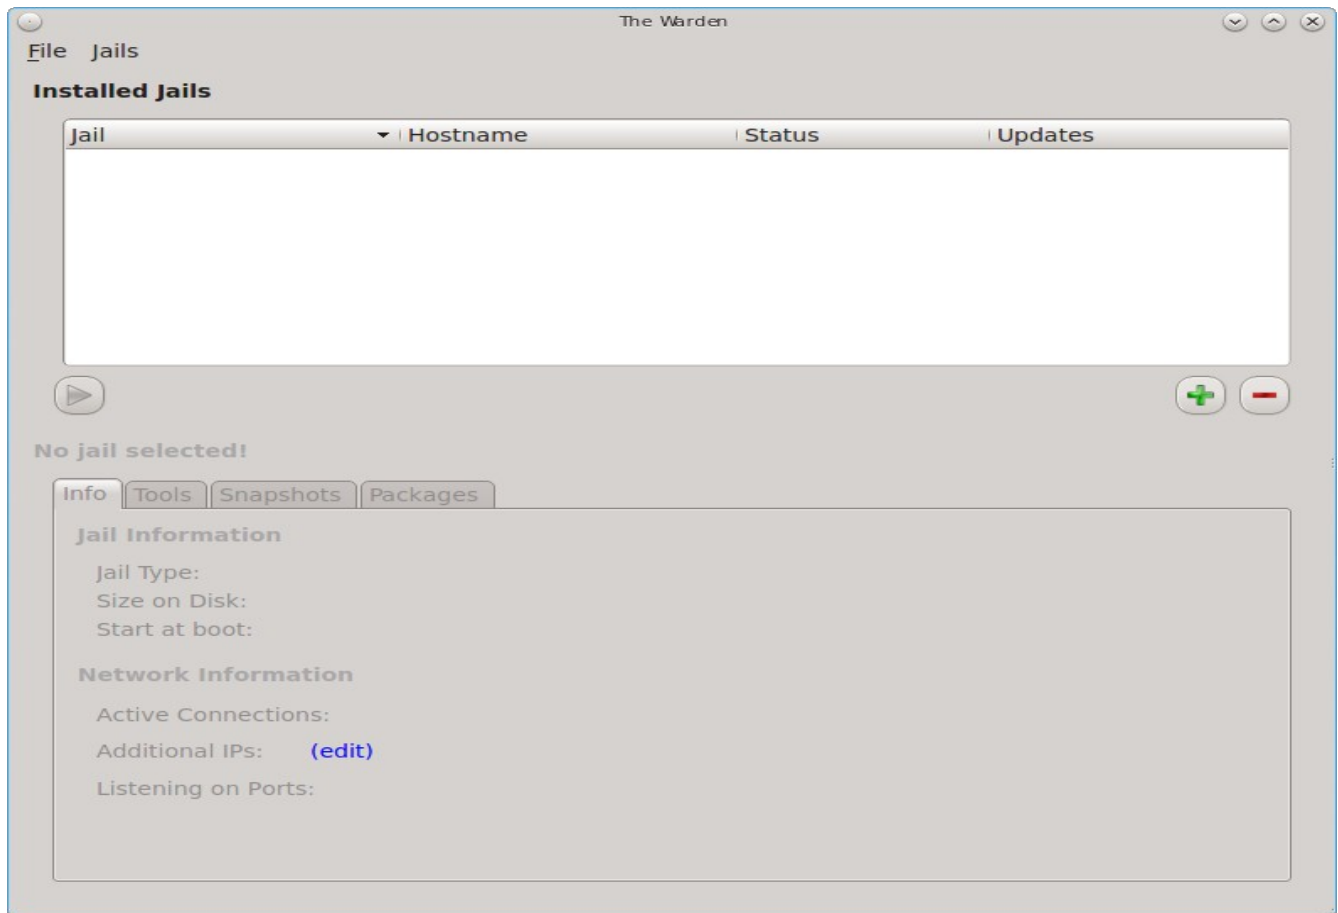 The Warden
File Jails
Installed Jails
Jail Hostname Status Updates
No jail selected!
Info Tools Snapshots Packages
Jail Information
Jail Type:
Size on Disk:
Start at boot:
Network Information
Active Connections:
Additional IPs: (edit)
Listening on Ports: